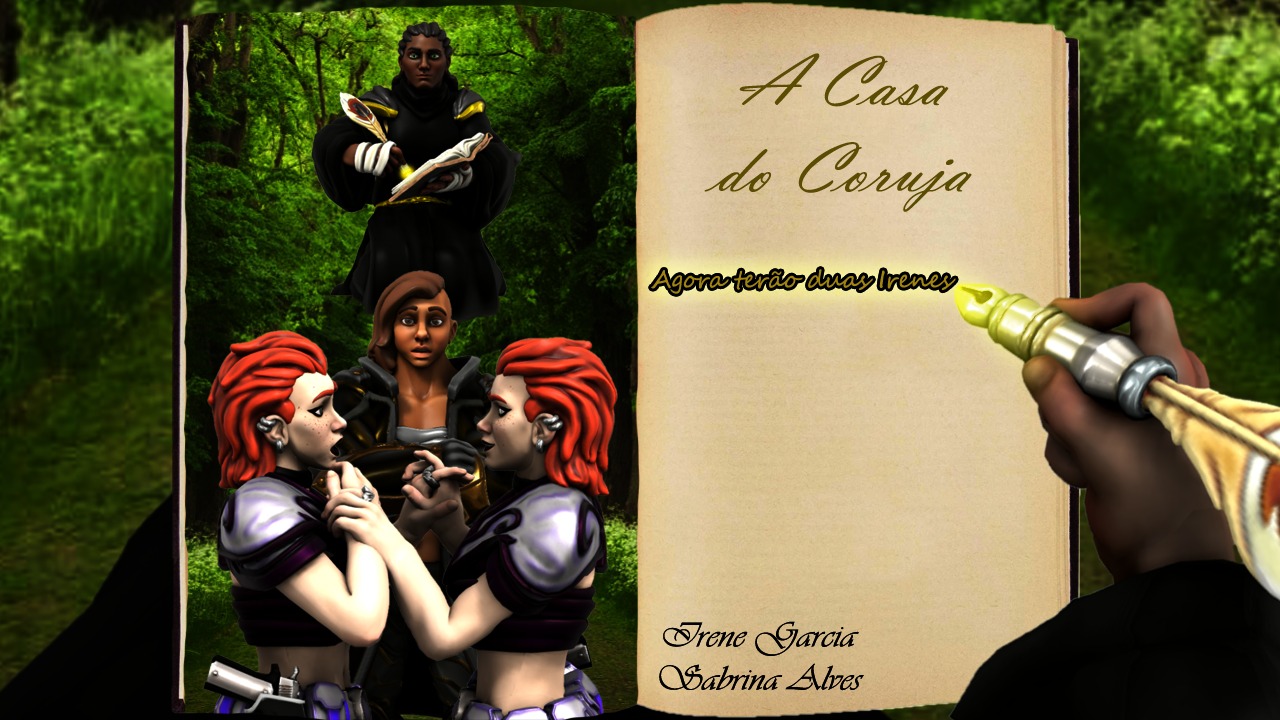 A Casa
do Coruja
Agora terão duas Irenes
Irene Garcia
Sabrina Alves